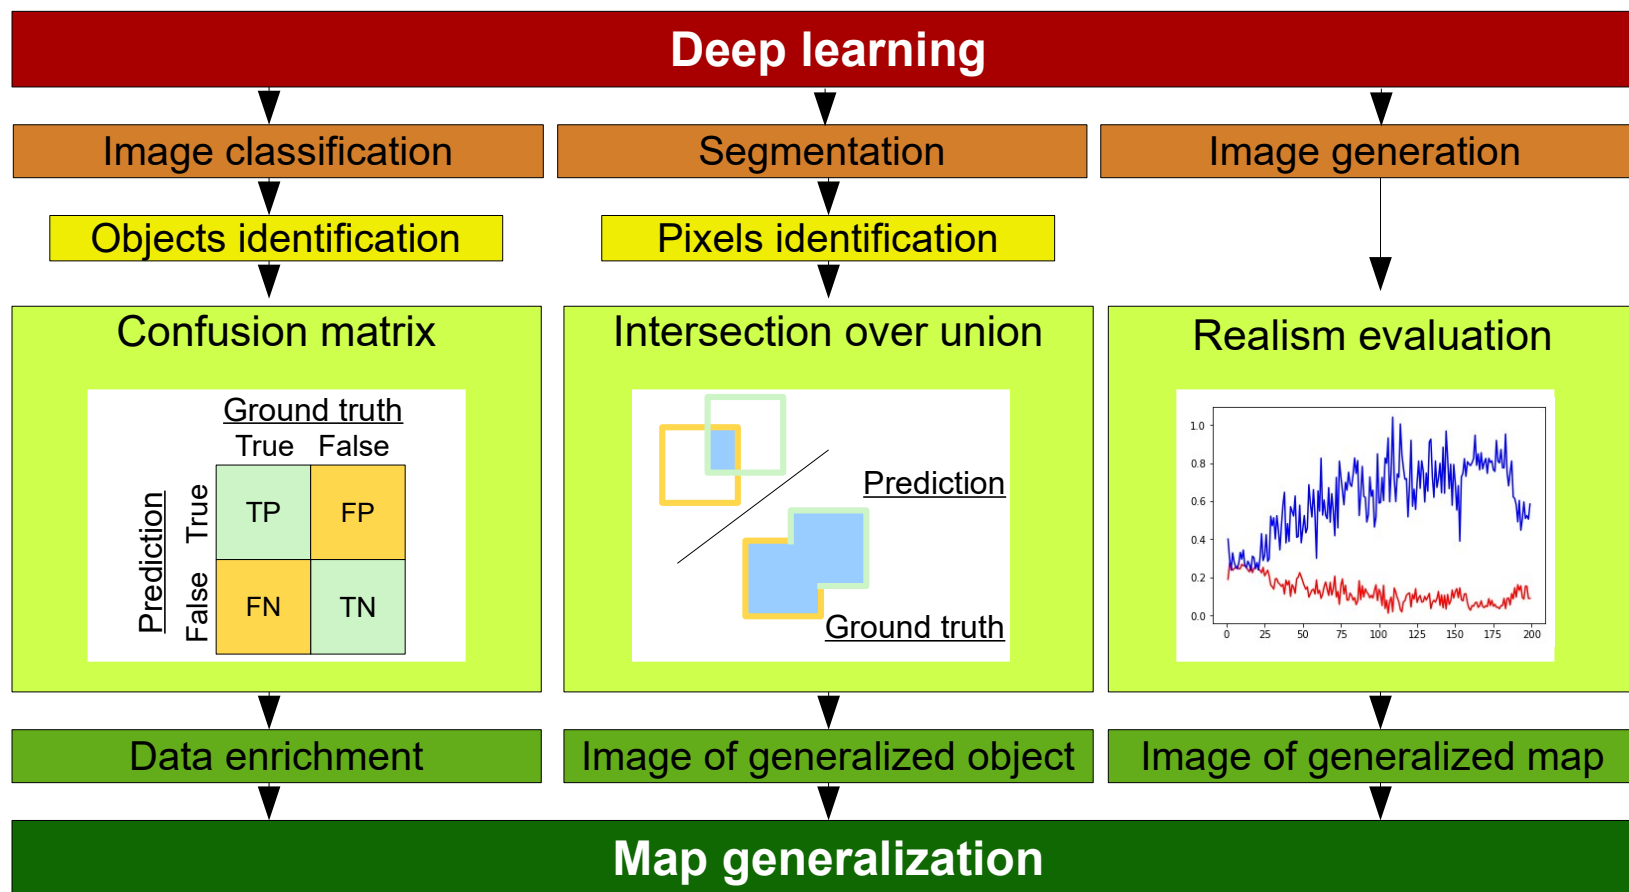 Deep learning
Image classification
Segmentation
Image generation
Objects identification
Pixels identification
Confusion matrix
Ground truth
True False
Prediction
True
False
TP FP
FN TN
Intersection over union
Prediction
Ground truth
Realism evaluation
1.0
0.8
0.6
0.4
0.2
0.0
0 25 50 75 100 125 150 175 200
Data enrichment
Image of generalized object
Image of generalized map
Map generalization